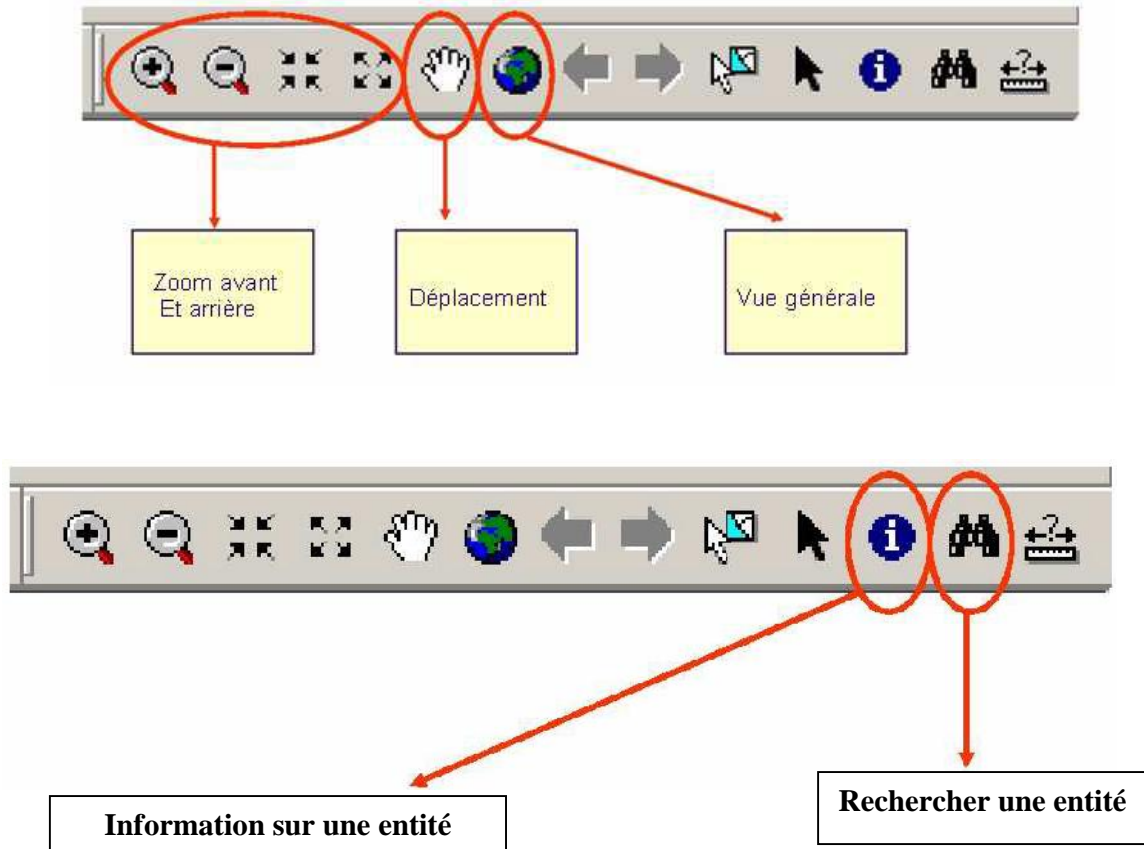 Zoom avant
Et arrière
Déplacement
Vue générale
Information sur une entité
Rechercher une entité